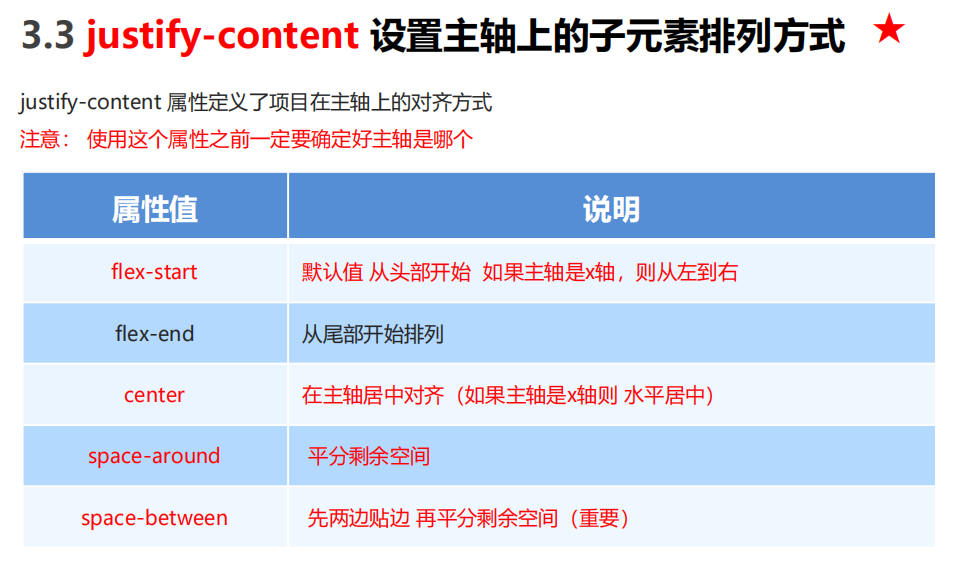 3.3 justify-content 设置主轴上的子元素排列方式
justify-content 属性定义了项目在主轴上的对齐方式
注意： 使用这个属性之前一定要确定好主轴是哪个
属性值 说明
flex-start 默认值 从头部开始 如果主轴是x轴，则从左到右
flex-end 从尾部开始排列
center 在主轴居中对齐（如果主轴是x轴则 水平居中）
space-around 平分剩余空间
space-between 先两边贴边 再平分剩余空间（重要）